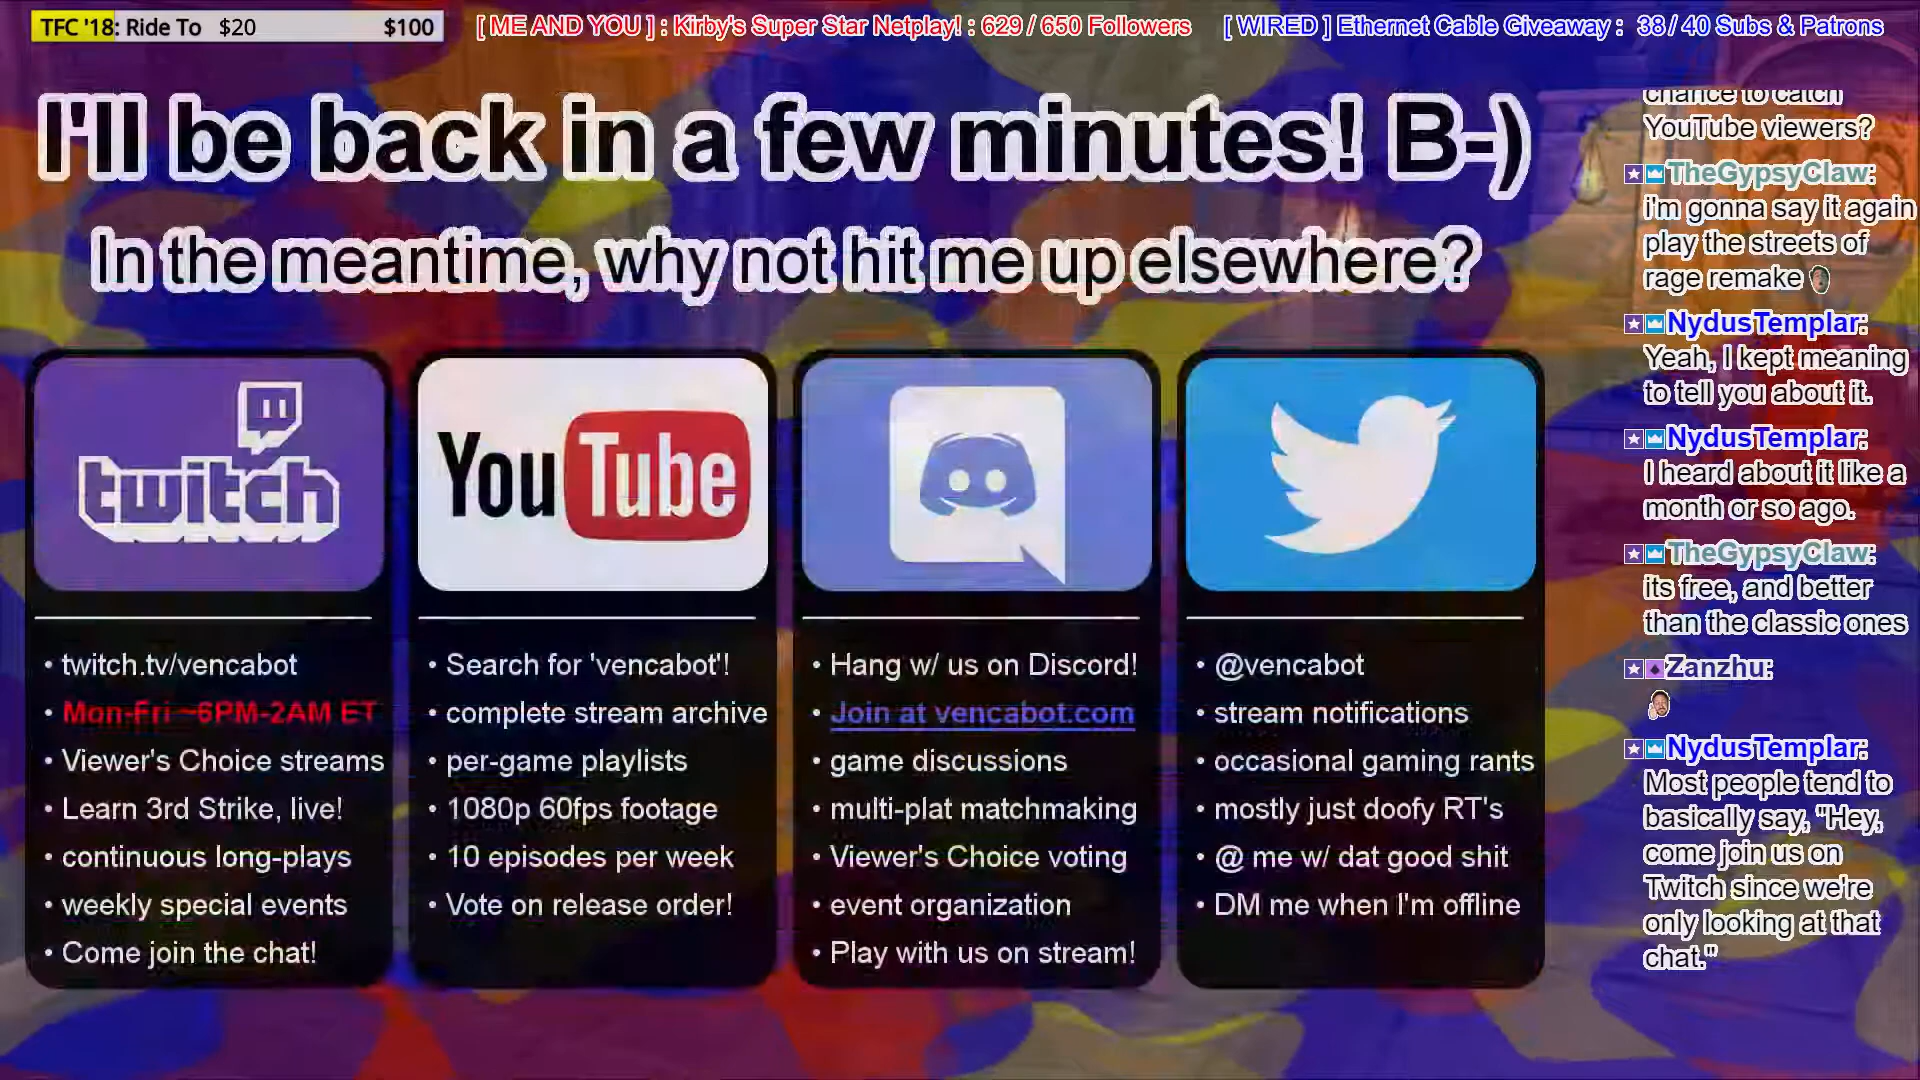 TFC '18: Ride To $20 $100
[ ME AND YOU ] : Kirby's Super Star Netplay! : 629 / 650 Followers
[ WIRED ] Ethernet Cable Giveaway : 38 / 40 Subs & Patrons
I'll be back in a few minutes! B-)
In the meantime, why not hit me up elsewhere?
twitch
• twitch.tv/vencabot
• Mon-Fri ~6PM-2AM ET
• Viewer's Choice streams
• Learn 3rd Strike, live!
• continuous long-plays
• weekly special events
• Come join the chat!
YouTube
• Search for 'vencabot'!
• complete stream archive
• per-game playlists
• 1080p 60fps footage
• 10 episodes per week
• Vote on release order!
• Hang w/ us on Discord!
• Join at vencabot.com
• game discussions
• multi-plat matchmaking
• Viewer's Choice voting
• event organization
• Play with us on stream!
• @vencabot
• stream notifications
• occasional gaming rants
• mostly just doofy RT's
• @ me w/ dat good shit
• DM me when I'm offline
chance to catch
YouTube viewers?
TheGypsyClaw:
i'm gonna say it again
play the streets of
rage remake
NydusTemplar:
Yeah, I kept meaning
to tell you about it.
NydusTemplar:
I heard about it like a
month or so ago.
TheGypsyClaw:
its free, and better
than the classic ones
Zanzhu:
NydusTemplar:
Most people tend to
basically say, "Hey,
come join us on
Twitch since we're
only looking at that
chat."